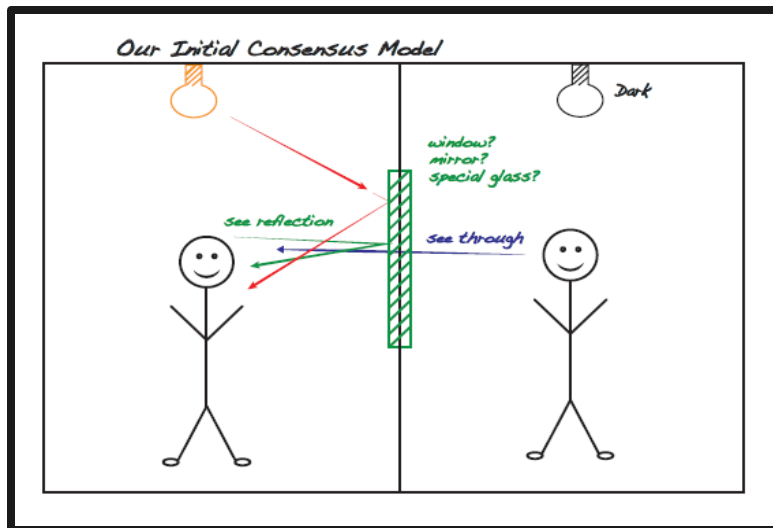 Our Initial Consensus Model
Dark
window?
mirror?
special glass?
see reflection
see through